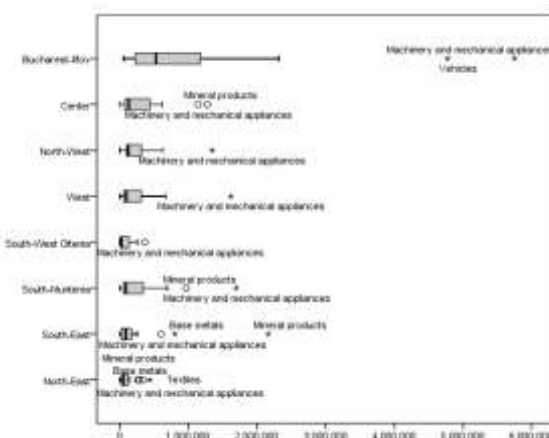 Machinery and mechanical appliances
Bucharest-Ilfov
Vehicles
Mineral products
Center
Machinery and mechanical appliances
North-West
Machinery and mechanical appliances
West
Machinery and mechanical appliances
South-West Oltenia
Machinery and mechanical appliances
Mineral products
South-Muntenia
Machinery and mechanical appliances
Base metals Mineral products
South-East
Machinery and mechanical appliances
Mineral products
Base metals
North-East Textiles
Machinery and mechanical appliances
0 1,000,000 2,000,000 3,000,000 4,000,000 5,000,000 6,000,000